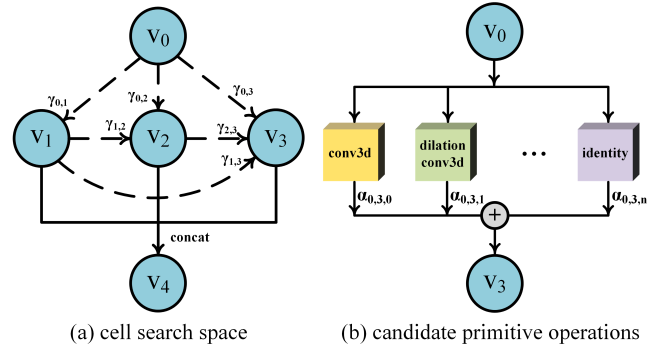 V₀
γ₀,₁
γ₀,₂
γ₀,₃
V₁
γ₁,₂
V₂
γ₂,₃
V₃
γ₁,₃
concat
V₄
(a) cell search space
V₀
conv3d
dilation
conv3d
...
identity
α₀,₃,₀
α₀,₃,₁
α₀,₃,ₙ
+
V₃
(b) candidate primitive operations